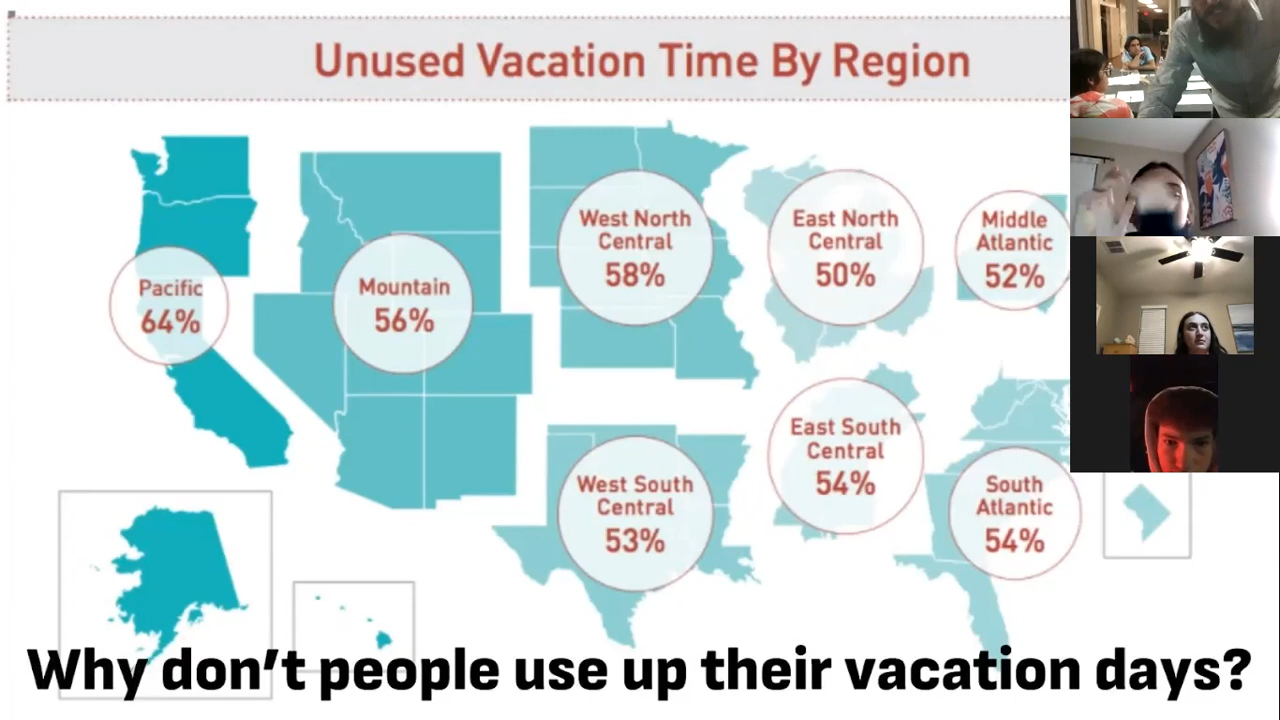 Unused Vacation Time By Region
Pacific
64%
Mountain
56%
West North
Central
58%
East North
Central
50%
Middle
Atlantic
52%
West South
Central
53%
East South
Central
54%
South
Atlantic
54%
Why don't people use up their vacation days?